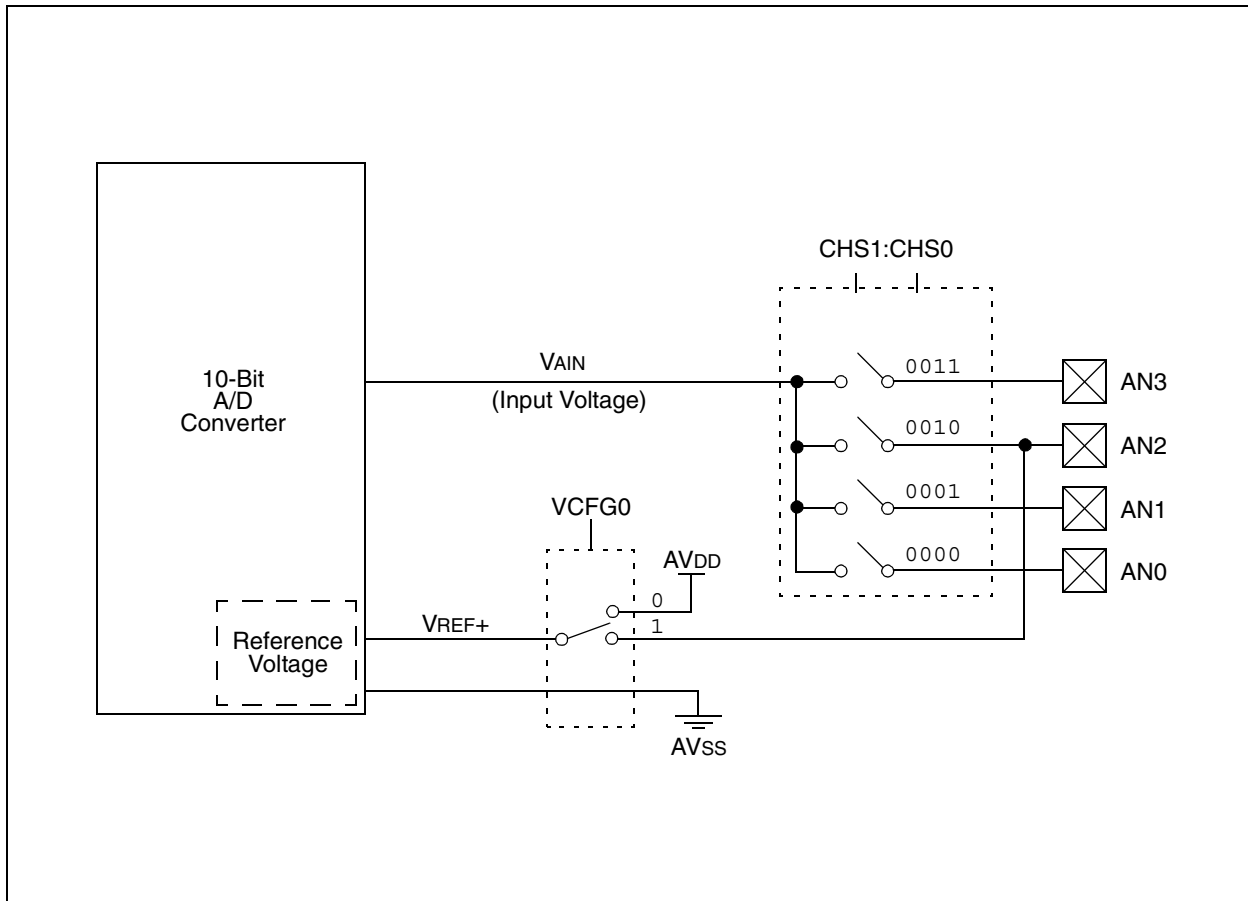 CHS1:CHS0
VAIN
(Input Voltage)
0011
AN3
10-Bit
A/D
Converter
0010
AN2
0001
AN1
VCFG0
0000
AN0
AVDD
0
1
VREF+
Reference
Voltage
AVSS